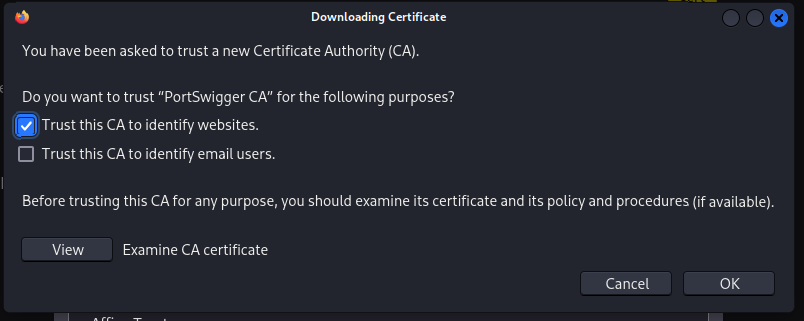 Downloading Certificate
You have been asked to trust a new Certificate Authority (CA).
Do you want to trust “PortSwigger CA” for the following purposes?
Trust this CA to identify websites.
Trust this CA to identify email users.
Before trusting this CA for any purpose, you should examine its certificate and its policy and procedures (if available).
View Examine CA certificate
Cancel OK